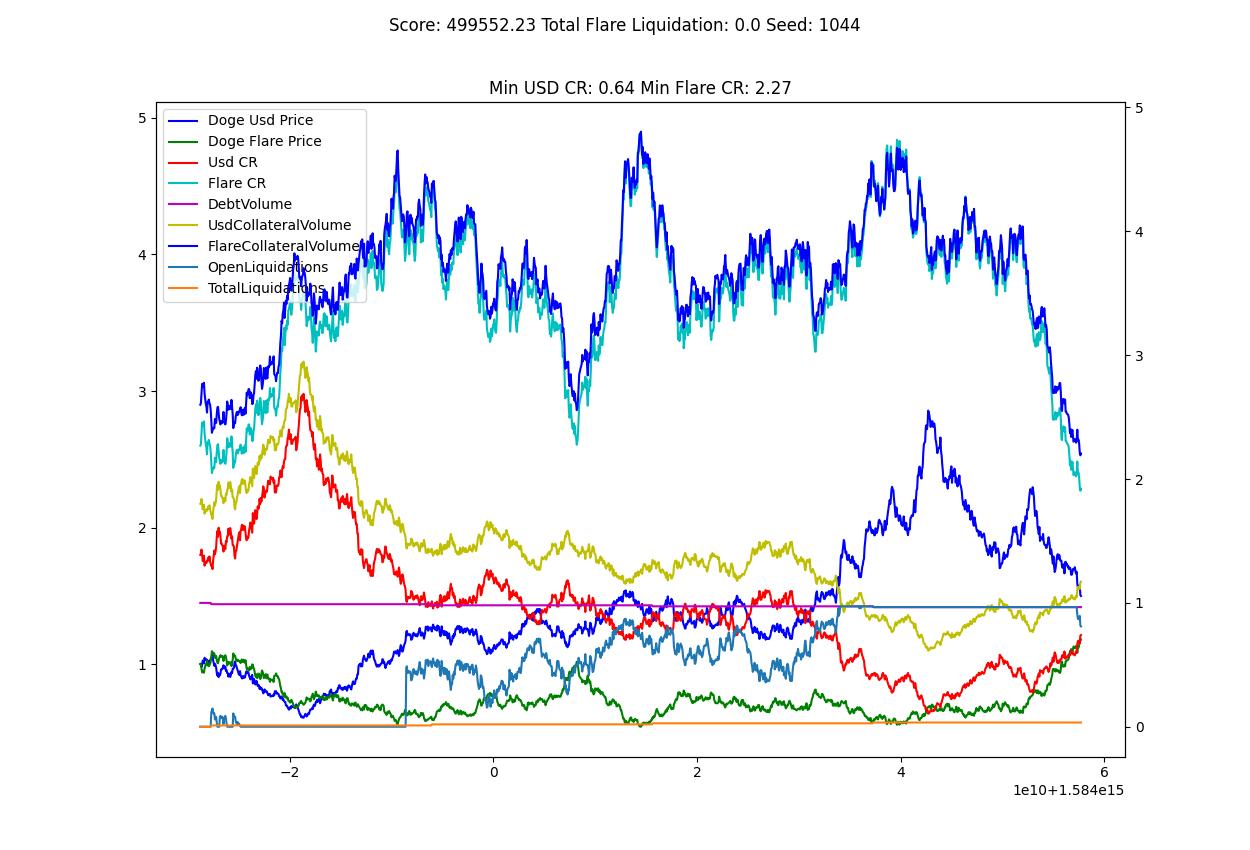 Score: 499552.23 Total Flare Liquidation: 0.0 Seed: 1044
Min USD CR: 0.64 Min Flare CR: 2.27
Doge Usd Price
Doge Flare Price
Usd CR
Flare CR
DebtVolume
UsdCollateralVolume
FlareCollateralVolume
OpenLiquidations
TotalLiquidations
5
4
3
2
1
5
4
3
2
1
0
−2
0
2
4
6
1e10+1.584e15